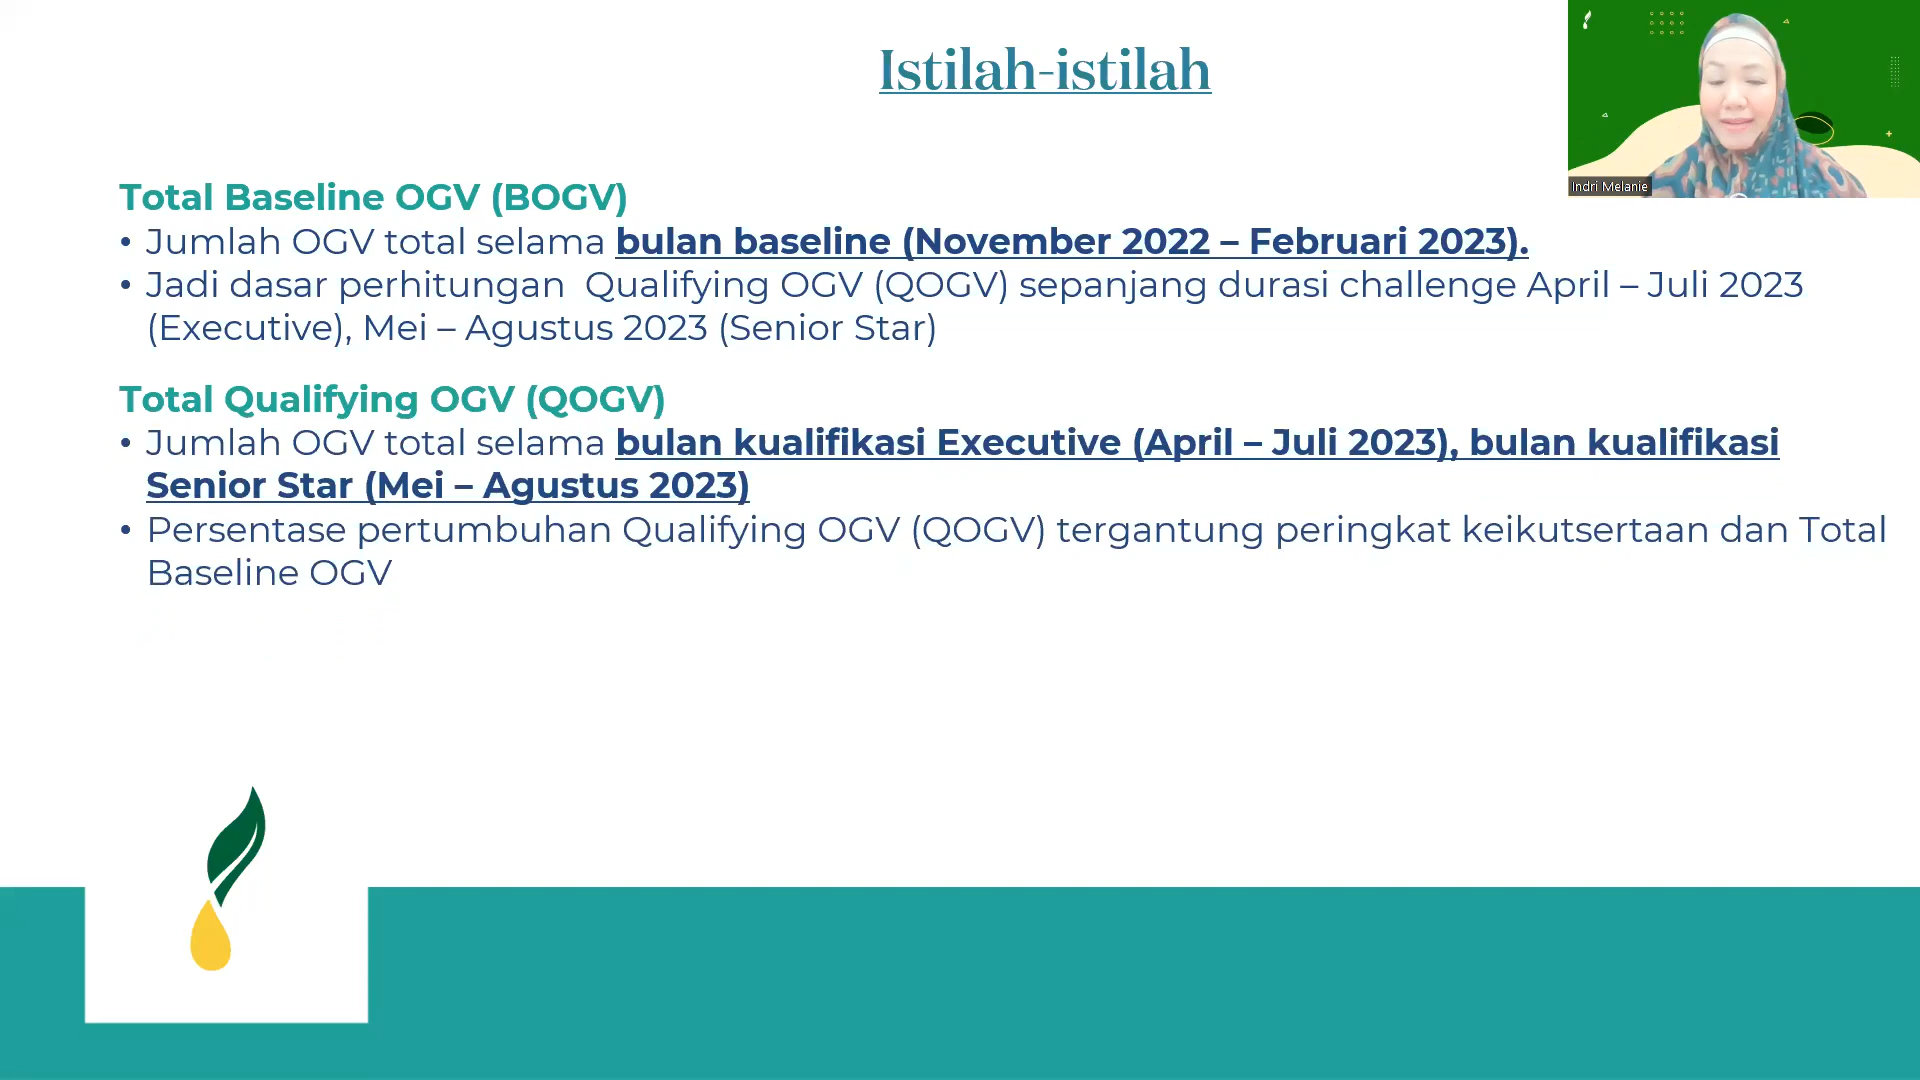 Istilah-istilah
Indri Melanie
Total Baseline OGV (BOGV)
• Jumlah OGV total selama bulan baseline (November 2022 – Februari 2023).
• Jadi dasar perhitungan Qualifying OGV (QOGV) sepanjang durasi challenge April – Juli 2023
(Executive), Mei – Agustus 2023 (Senior Star)
Total Qualifying OGV (QOGV)
• Jumlah OGV total selama bulan kualifikasi Executive (April – Juli 2023), bulan kualifikasi
Senior Star (Mei – Agustus 2023)
• Persentase pertumbuhan Qualifying OGV (QOGV) tergantung peringkat keikutsertaan dan Total
Baseline OGV